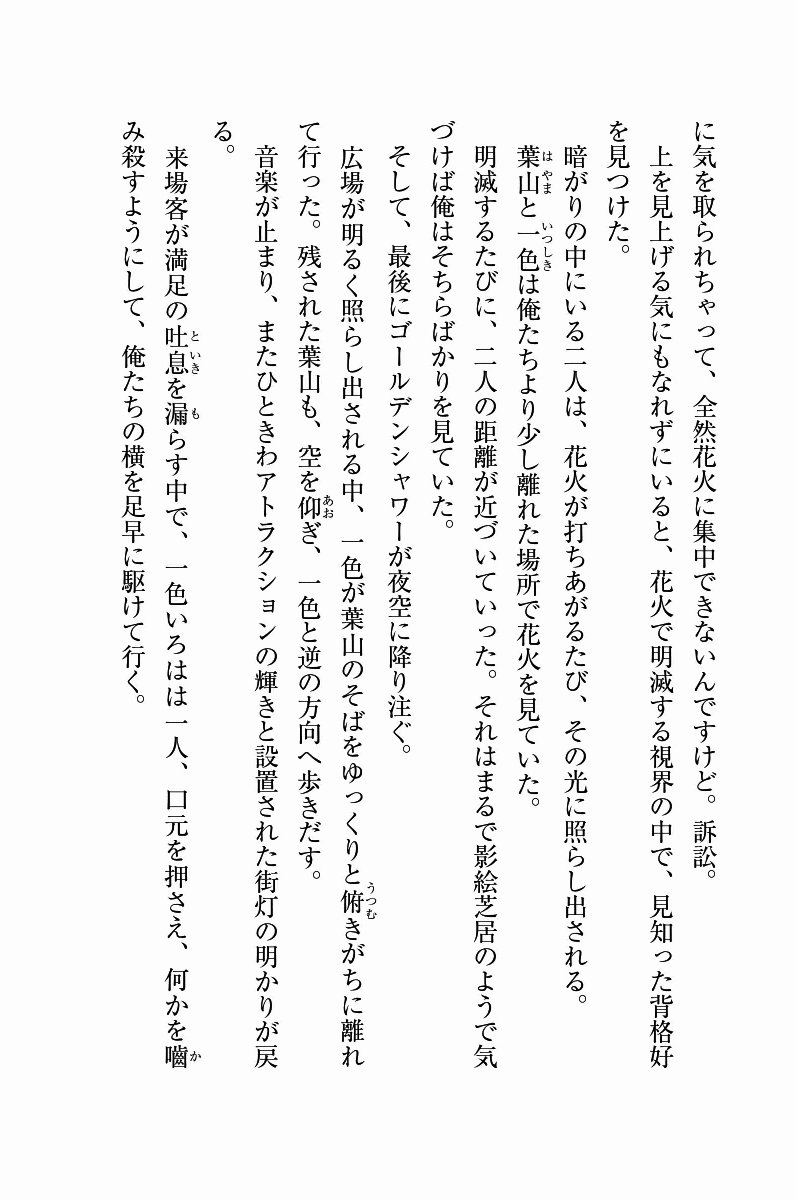 に気を取られちゃって、全然花火に集中できないんですけど。訴訟。
上を見上げる気にもなれずにいると、花火で明滅する視界の中で、見知った背格好
を見つけた。
暗がりの中にいる二人は、花火が打ちあがるたび、その光に照らし出される。
葉山と一色は俺たちより少し離れた場所で花火を見ていた。
明滅するたびに、二人の距離が近づいていった。それはまるで影絵芝居のようで気
づけば俺はそちらばかりを見ていた。
そして、最後にゴールデンシャワーが夜空に降り注ぐ。
広場が明るく照らし出される中、一色が葉山のそばをゆっくりと俯きがちに離れ
て行った。残された葉山も、空を仰ぎ、一色と逆の方向へ歩きだす。
音楽が止まり、またひときわアトラクションの輝きと設置された街灯の明かりが戻
る。
来場客が満足の吐息を漏らす中で、一色いろはは一人、口元を押さえ、何かを嚙
み殺すようにして、俺たちの横を足早に駆けて行く。